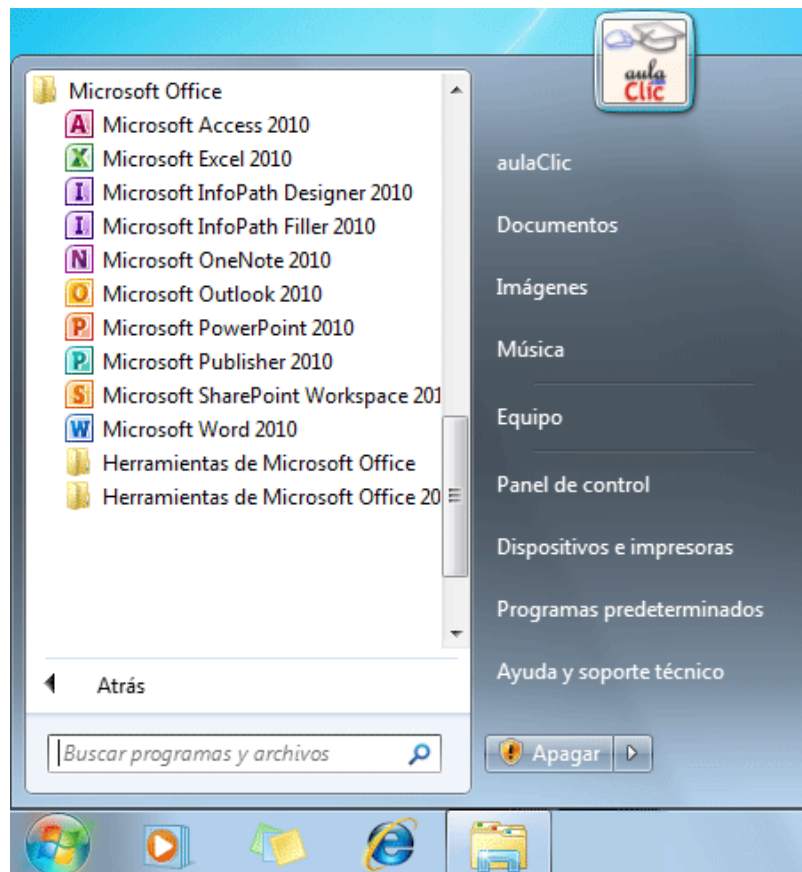 aula
Clic
Microsoft Office
Microsoft Access 2010
Microsoft Excel 2010
Microsoft InfoPath Designer 2010
Microsoft InfoPath Filler 2010
Microsoft OneNote 2010
Microsoft Outlook 2010
Microsoft PowerPoint 2010
Microsoft Publisher 2010
Microsoft SharePoint Workspace 201
Microsoft Word 2010
Herramientas de Microsoft Office
Herramientas de Microsoft Office 20
Atrás
Buscar programas y archivos
aulaClic
Documentos
Imágenes
Música
Equipo
Panel de control
Dispositivos e impresoras
Programas predeterminados
Ayuda y soporte técnico
Apagar